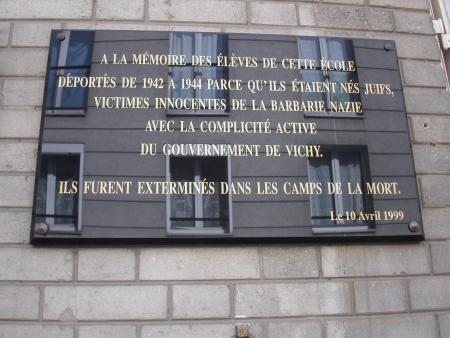 A LA MÉMOIRE DES ÉLÈVES DE CETTE ÉCOLE
DÉPORTÉS DE 1942 A 1944 PARCE QU'ILS ÉTAIENT NÉS JUIFS,
VICTIMES INNOCENTES DE LA BARBARIE NAZIE
AVEC LA COMPLICITÉ ACTIVE
DU GOUVERNEMENT DE VICHY.
ILS FURENT EXTERMINÉS DANS LES CAMPS DE LA MORT.
Le 10 Avril 1999